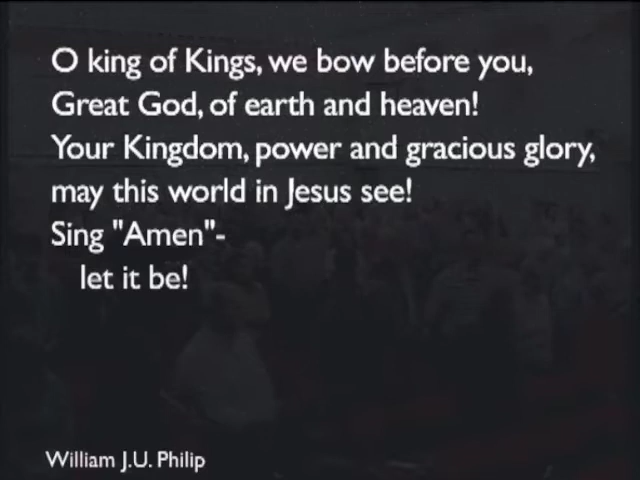 O king of Kings, we bow before you,
Great God, of earth and heaven!
Your Kingdom, power and gracious glory,
may this world in Jesus see!
Sing "Amen"-
let it be!
William J.U. Philip